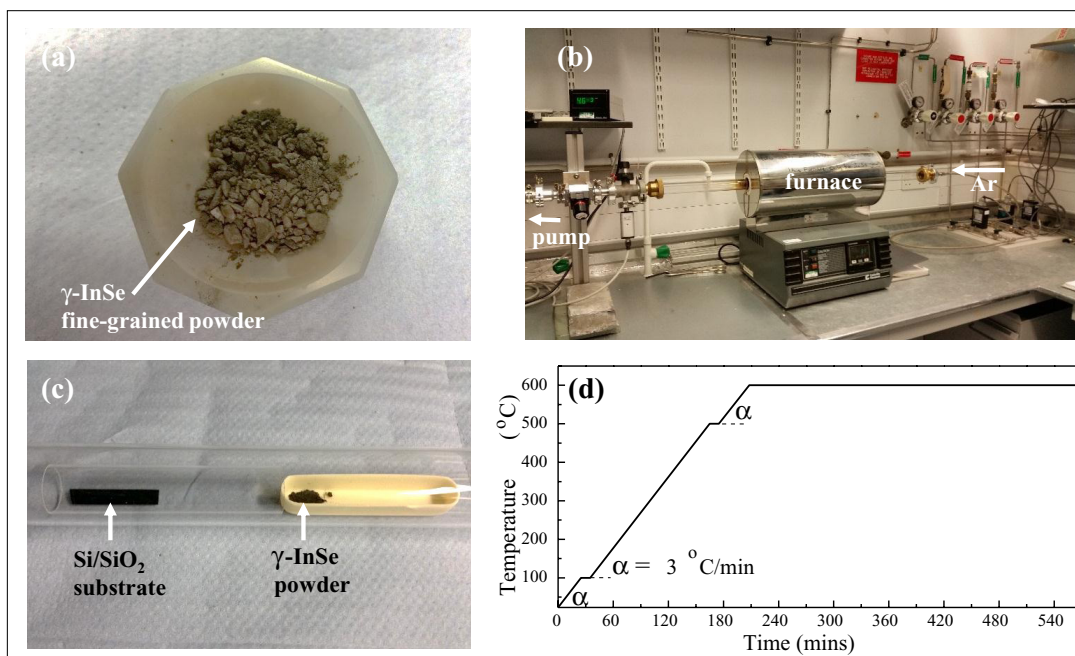 (a)
γ-InSe
fine-grained powder
(b)
furnace
Ar
pump
(c)
Si/SiO2
substrate
γ-InSe
powder
(d)
Temperature (oC)
600
500
400
300
200
100
α
α
α = 3 oC/min
0 60 120 180 240 300 360 420 480 540
Time (mins)